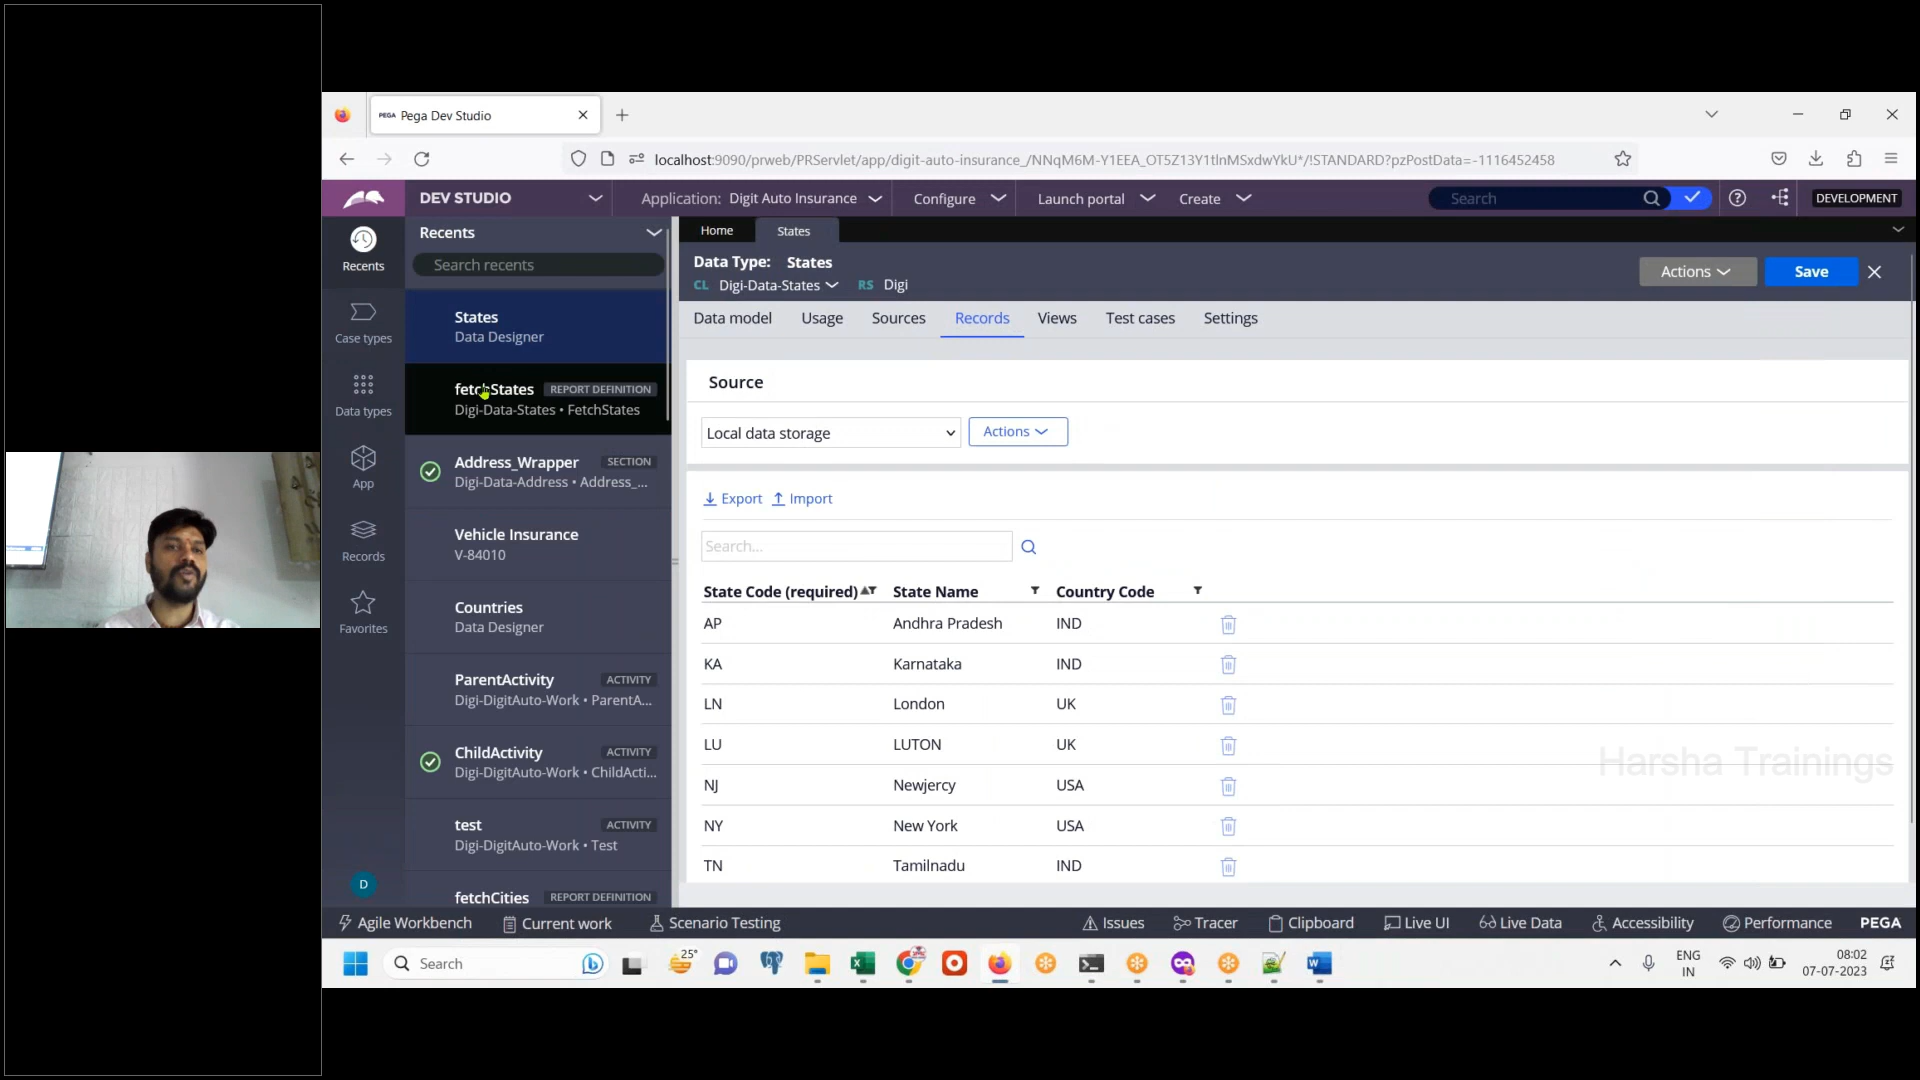 PEGA Pega Dev Studio
localhost:9090/prweb/PRServlet/app/digit-auto-insurance_/NNqM6M-Y1EEA_OT5Z13Y1tlnMSxdwYkU*/!STANDARD?pzPostData=-1116452458
DEV STUDIO Application: Digit Auto Insurance Configure Launch portal Create Search DEVELOPMENT
Recents
Case types
Data types
App
Records
Favorites
D
Recents
Search recents
States
Data Designer
fetchStates REPORT DEFINITION
Digi-Data-States • FetchStates
Address_Wrapper SECTION
Digi-Data-Address • Address_...
Vehicle Insurance
V-84010
Countries
Data Designer
ParentActivity ACTIVITY
Digi-DigitAuto-Work • ParentA...
ChildActivity ACTIVITY
Digi-DigitAuto-Work • ChildActi...
test ACTIVITY
Digi-DigitAuto-Work • Test
fetchCities REPORT DEFINITION
Home States
Data Type: States
CL Digi-Data-States RS Digi
Actions Save
Data model Usage Sources Records Views Test cases Settings
Source
Local data storage Actions
Export Import
Search...
State Code (required) State Name Country Code
AP Andhra Pradesh IND
KA Karnataka IND
LN London UK
LU LUTON UK
NJ Newjercy USA
NY New York USA
TN Tamilnadu IND
Harsha Trainings
Agile Workbench Current work Scenario Testing Issues Tracer Clipboard Live UI Live Data Accessibility Performance PEGA
Search 25° ENG IN 08:02 07-07-2023